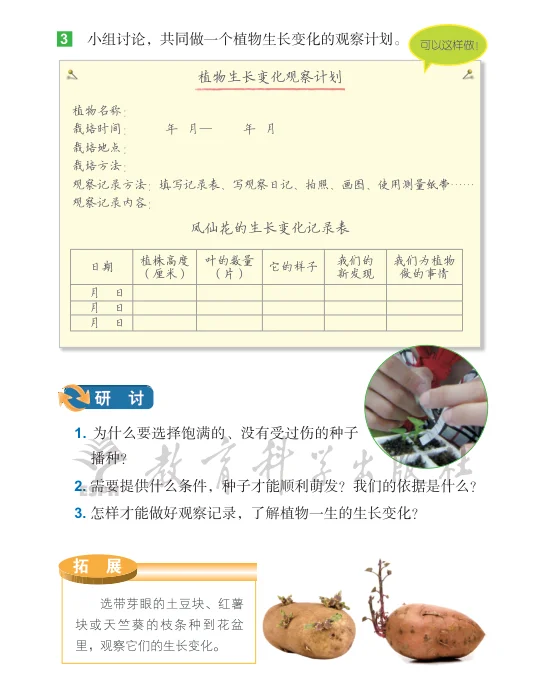 3 小组讨论，共同做一个植物生长变化的观察计划。
可以这样做！
植物生长变化观察计划
植物名称：
栽培时间： 年 月— 年 月
栽培地点：
栽培方法：
观察记录方法：填写记录表、写观察日记、拍照、画图、使用测量纸带……
观察记录内容：
凤仙花的生长变化记录表
日期 植株高度（厘米） 叶的数量（片） 它的样子 我们的新发现 我们为植物做的事情
月 日
月 日
月 日
研 讨
1. 为什么要选择饱满的、没有受过伤的种子
播种？
教育科学出版社
2. 需要提供什么条件，种子才能顺利萌发？我们的依据是什么？
3. 怎样才能做好观察记录，了解植物一生的生长变化？
拓 展
选带芽眼的土豆块、红薯
块或天竺葵的枝条种到花盆
里，观察它们的生长变化。